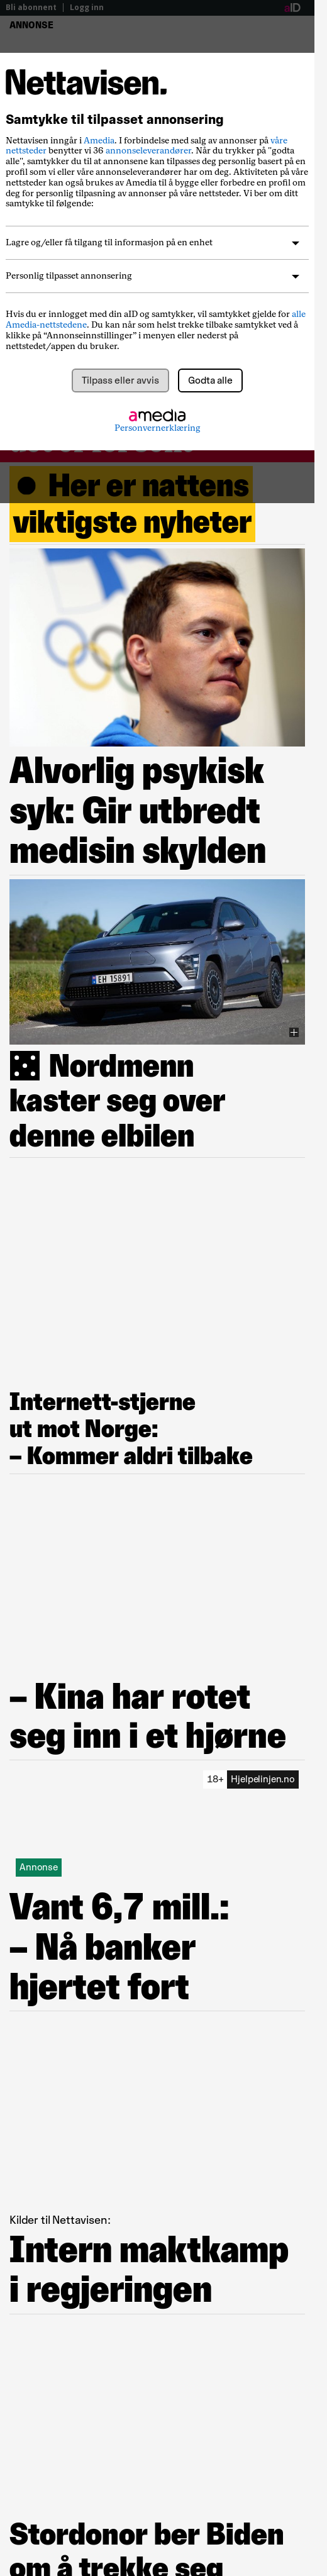 Bli abonnent | Logg inn
aID
ANNONSE
Nettavisen.
Samtykke til tilpasset annonsering
Nettavisen inngår i Amedia. I forbindelse med salg av annonser på våre
nettsteder benytter vi 36 annonseleverandører. Når du trykker på "godta
alle", samtykker du til at annonsene kan tilpasses deg personlig basert på en
profil som vi eller våre annonseleverandører har om deg. Aktiviteten på våre
nettsteder kan også brukes av Amedia til å bygge eller forbedre en profil om
deg for personlig tilpasning av annonser på våre nettsteder. Vi ber om ditt
samtykke til følgende:
Lagre og/eller få tilgang til informasjon på en enhet
Personlig tilpasset annonsering
Hvis du er innlogget med din aID og samtykker, vil samtykket gjelde for alle
Amedia-nettstedene. Du kan når som helst trekke tilbake samtykket ved å
klikke på “Annonseinnstillinger” i menyen eller nederst på
nettstedet/appen du bruker.
Tilpass eller avvis
Godta alle
amedia
Personvernerklæring
Her er nattens
viktigste nyheter
Alvorlig psykisk
syk: Gir utbredt
medisin skylden
EH 15891
Nordmenn
kaster seg over
denne elbilen
Internett-stjerne
ut mot Norge:
– Kommer aldri tilbake
– Kina har rotet
seg inn i et hjørne
18+ Hjelpelinjen.no
Annonse
Vant 6,7 mill.:
– Nå banker
hjertet fort
Kilder til Nettavisen:
Intern maktkamp
i regjeringen
Stordonor ber Biden
om å trekke seg